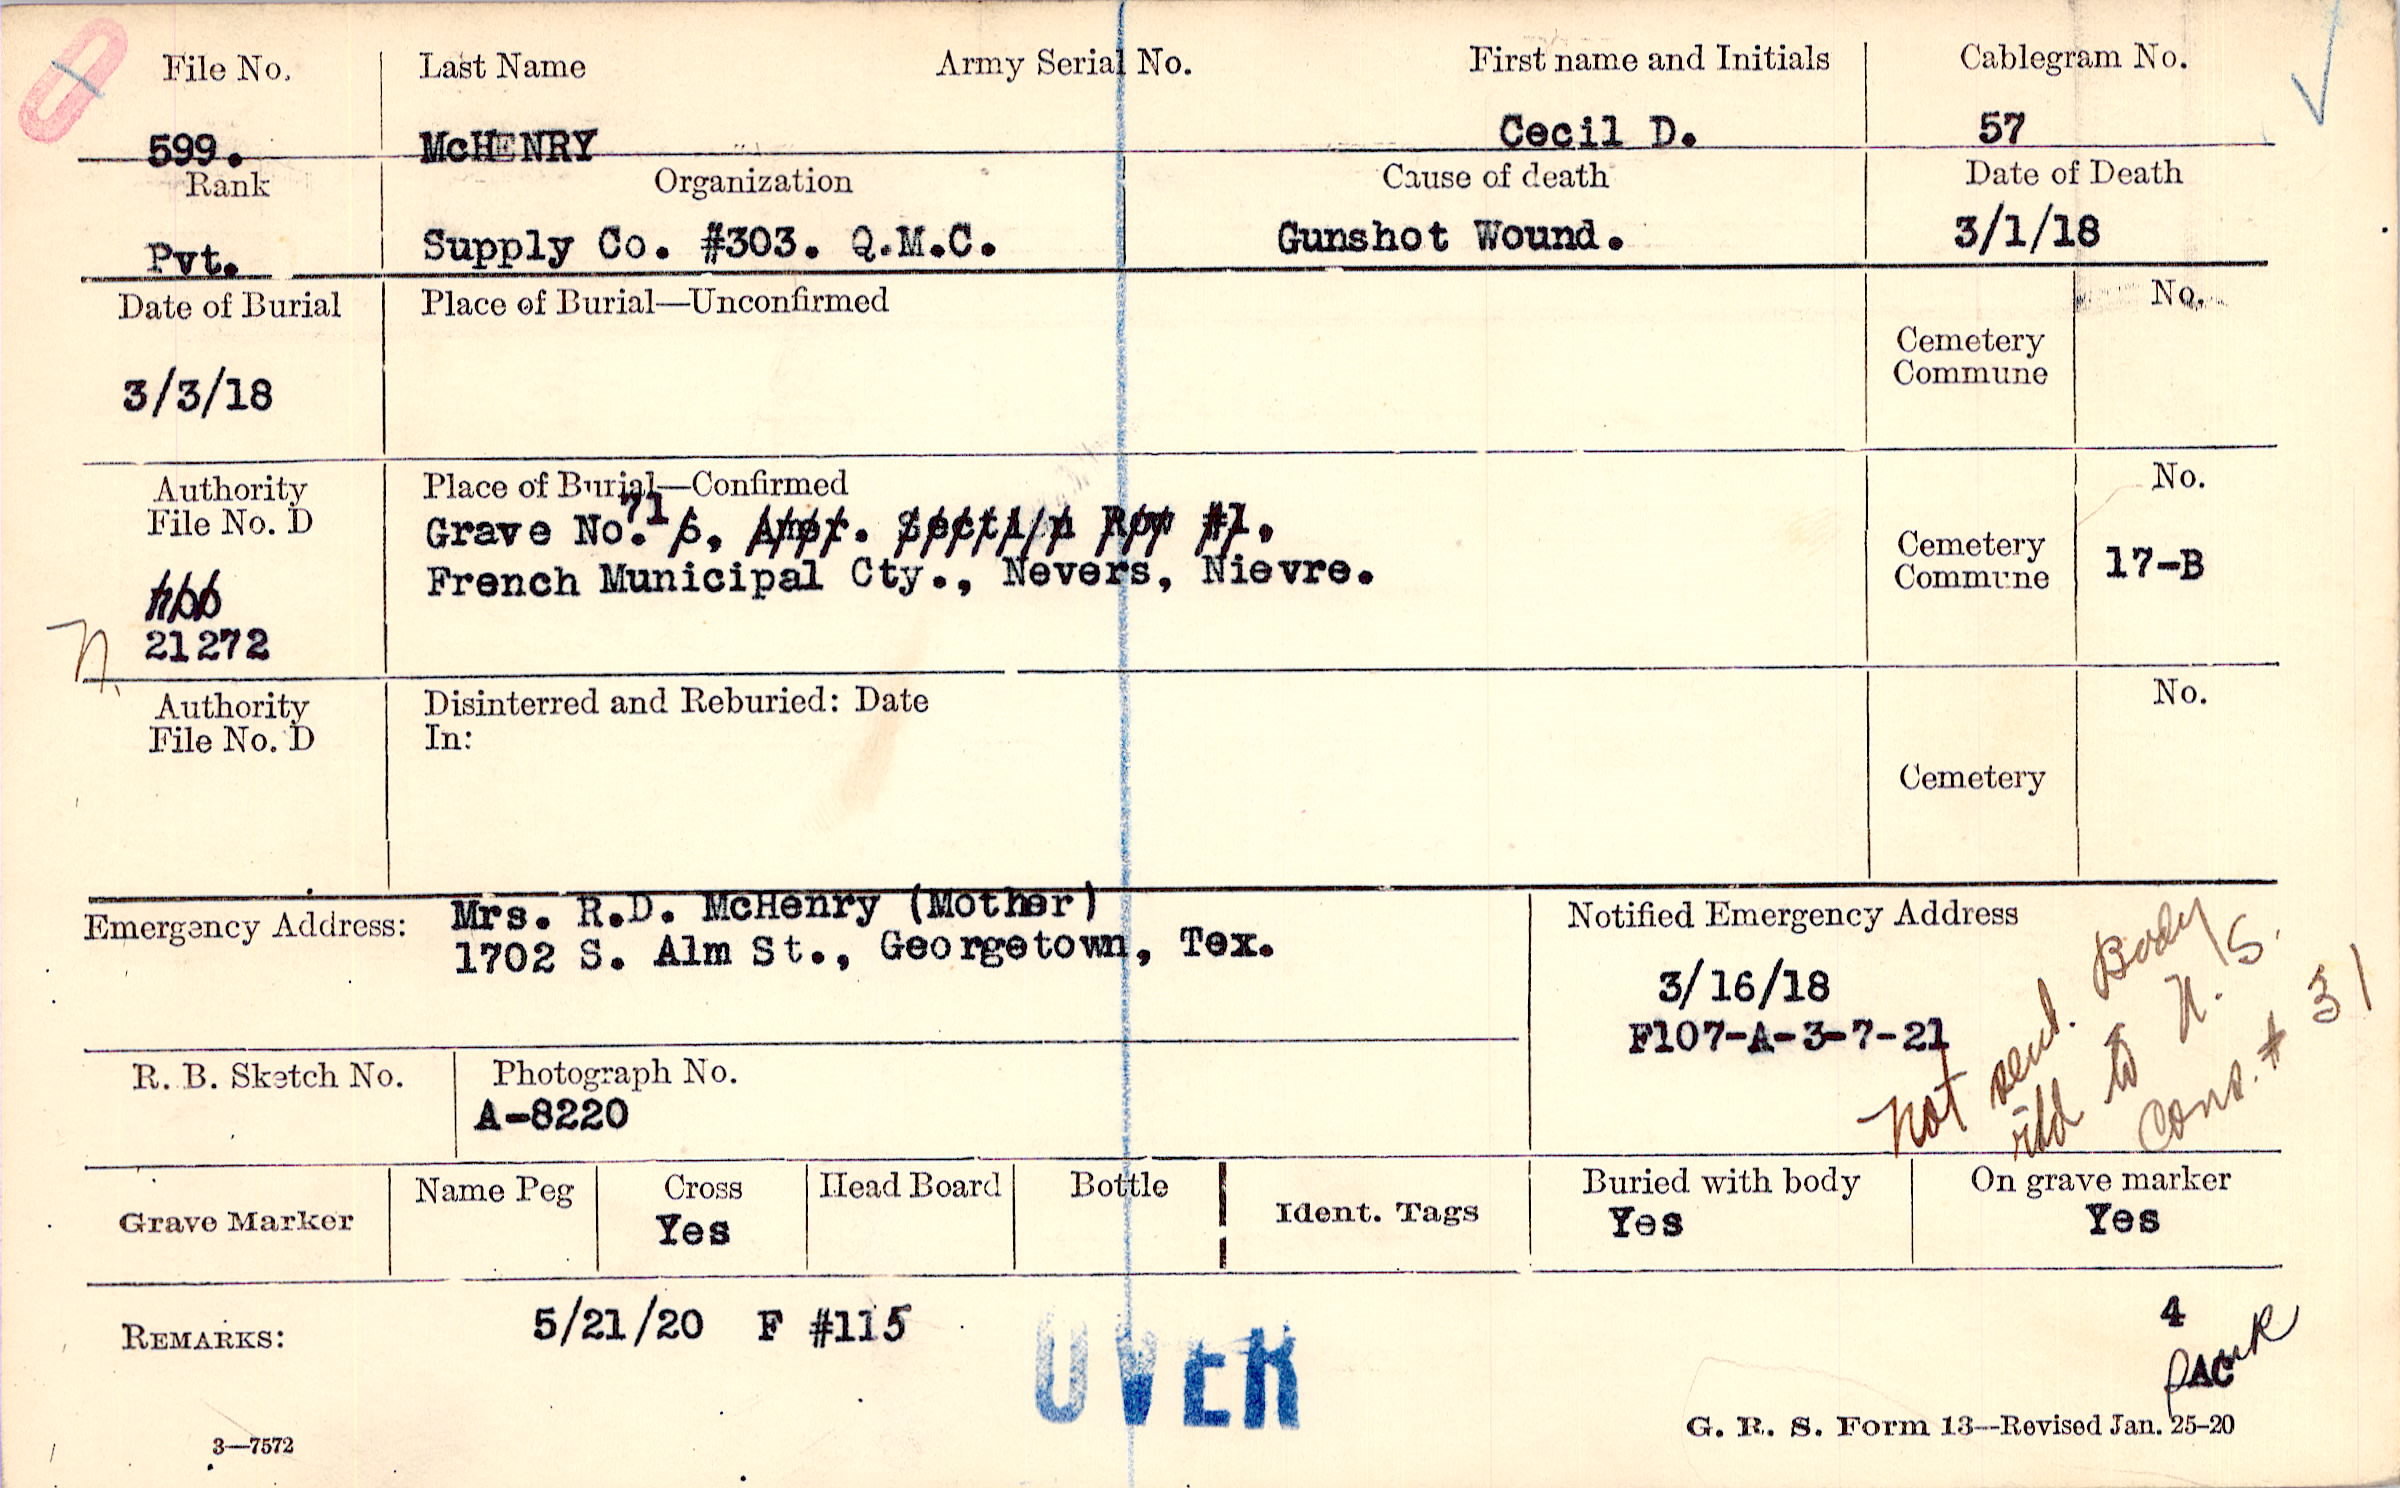 File No. Last Name Army Serial No. First name and Initials Cablegram No.
599. McHENRY Cecil D. 57
Rank Organization Cause of death Date of Death
Pvt. Supply Co. #303. Q.M.C. Gunshot Wound. 3/1/18
Date of Burial Place of Burial—Unconfirmed No.
Cemetery
Commune
3/3/18
Authority Place of Burial—Confirmed No.
File No. D
Grave No. 71 6, Amer. Section Row #1.
French Municipal Cty., Nevers, Nievre.
Cemetery
Commune 17-B
21272
Authority Disinterred and Reburied: Date No.
File No. D In:
Cemetery
Emergency Address: Mrs. R.D. McHenry (Mother)
1702 S. Alm St., Georgetown, Tex.
Notified Emergency Address
3/16/18
F107-A-3-7-21
Not send. Body
to U.S.
Cons. # 31
R. B. Sketch No. Photograph No.
A-8220
Grave Marker Name Peg Cross Head Board Bottle Ident. Tags Buried with body On grave marker
Yes Yes Yes
REMARKS: 5/21/20 F #115
4
AC
OVER
3—7572
G. R. S. Form 13—Revised Jan. 25-20